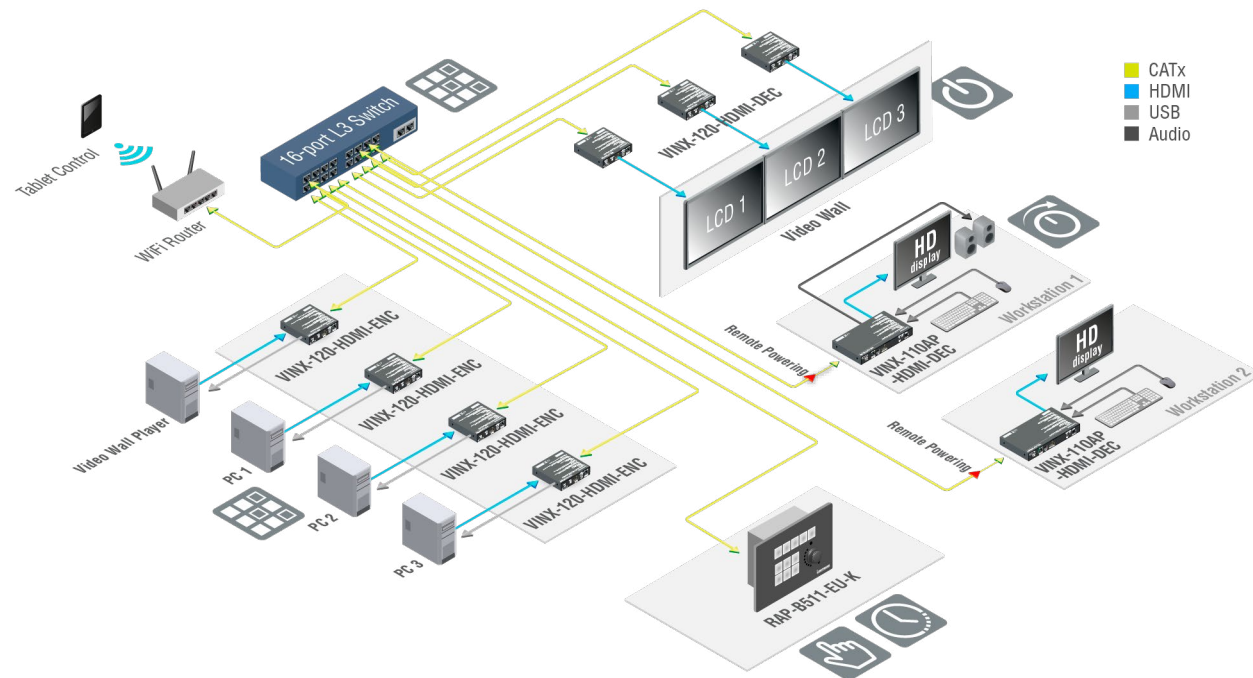 CATx
HDMI
USB
Audio
16-port L3 Switch
Tablet Control
WiFi Router
VINX-120-HDMI-DEC
LCD 1
LCD 2
LCD 3
Video Wall
HD
display
Workstation 1
VINX-110AP
-HDMI-DEC
Remote Powering
HD
display
Workstation 2
VINX-110AP
-HDMI-DEC
Remote Powering
VINX-120-HDMI-ENC
VINX-120-HDMI-ENC
VINX-120-HDMI-ENC
VINX-120-HDMI-ENC
Video Wall Player
PC 1
PC 2
PC 3
RAP-B511-EU-K